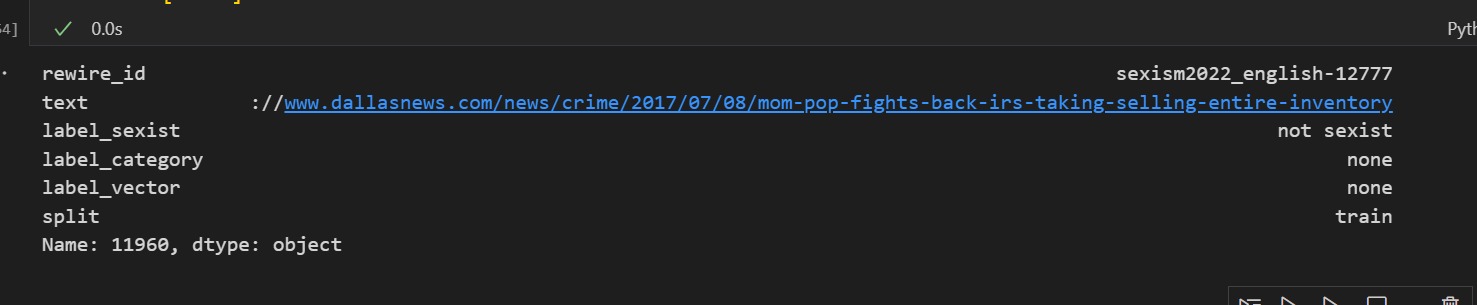 54]
0.0s
Pyth
rewire_id sexism2022_english-12777
text ://www.dallasnews.com/news/crime/2017/07/08/mom-pop-fights-back-irs-taking-selling-entire-inventory
label_sexist not sexist
label_category none
label_vector none
split train
Name: 11960, dtype: object